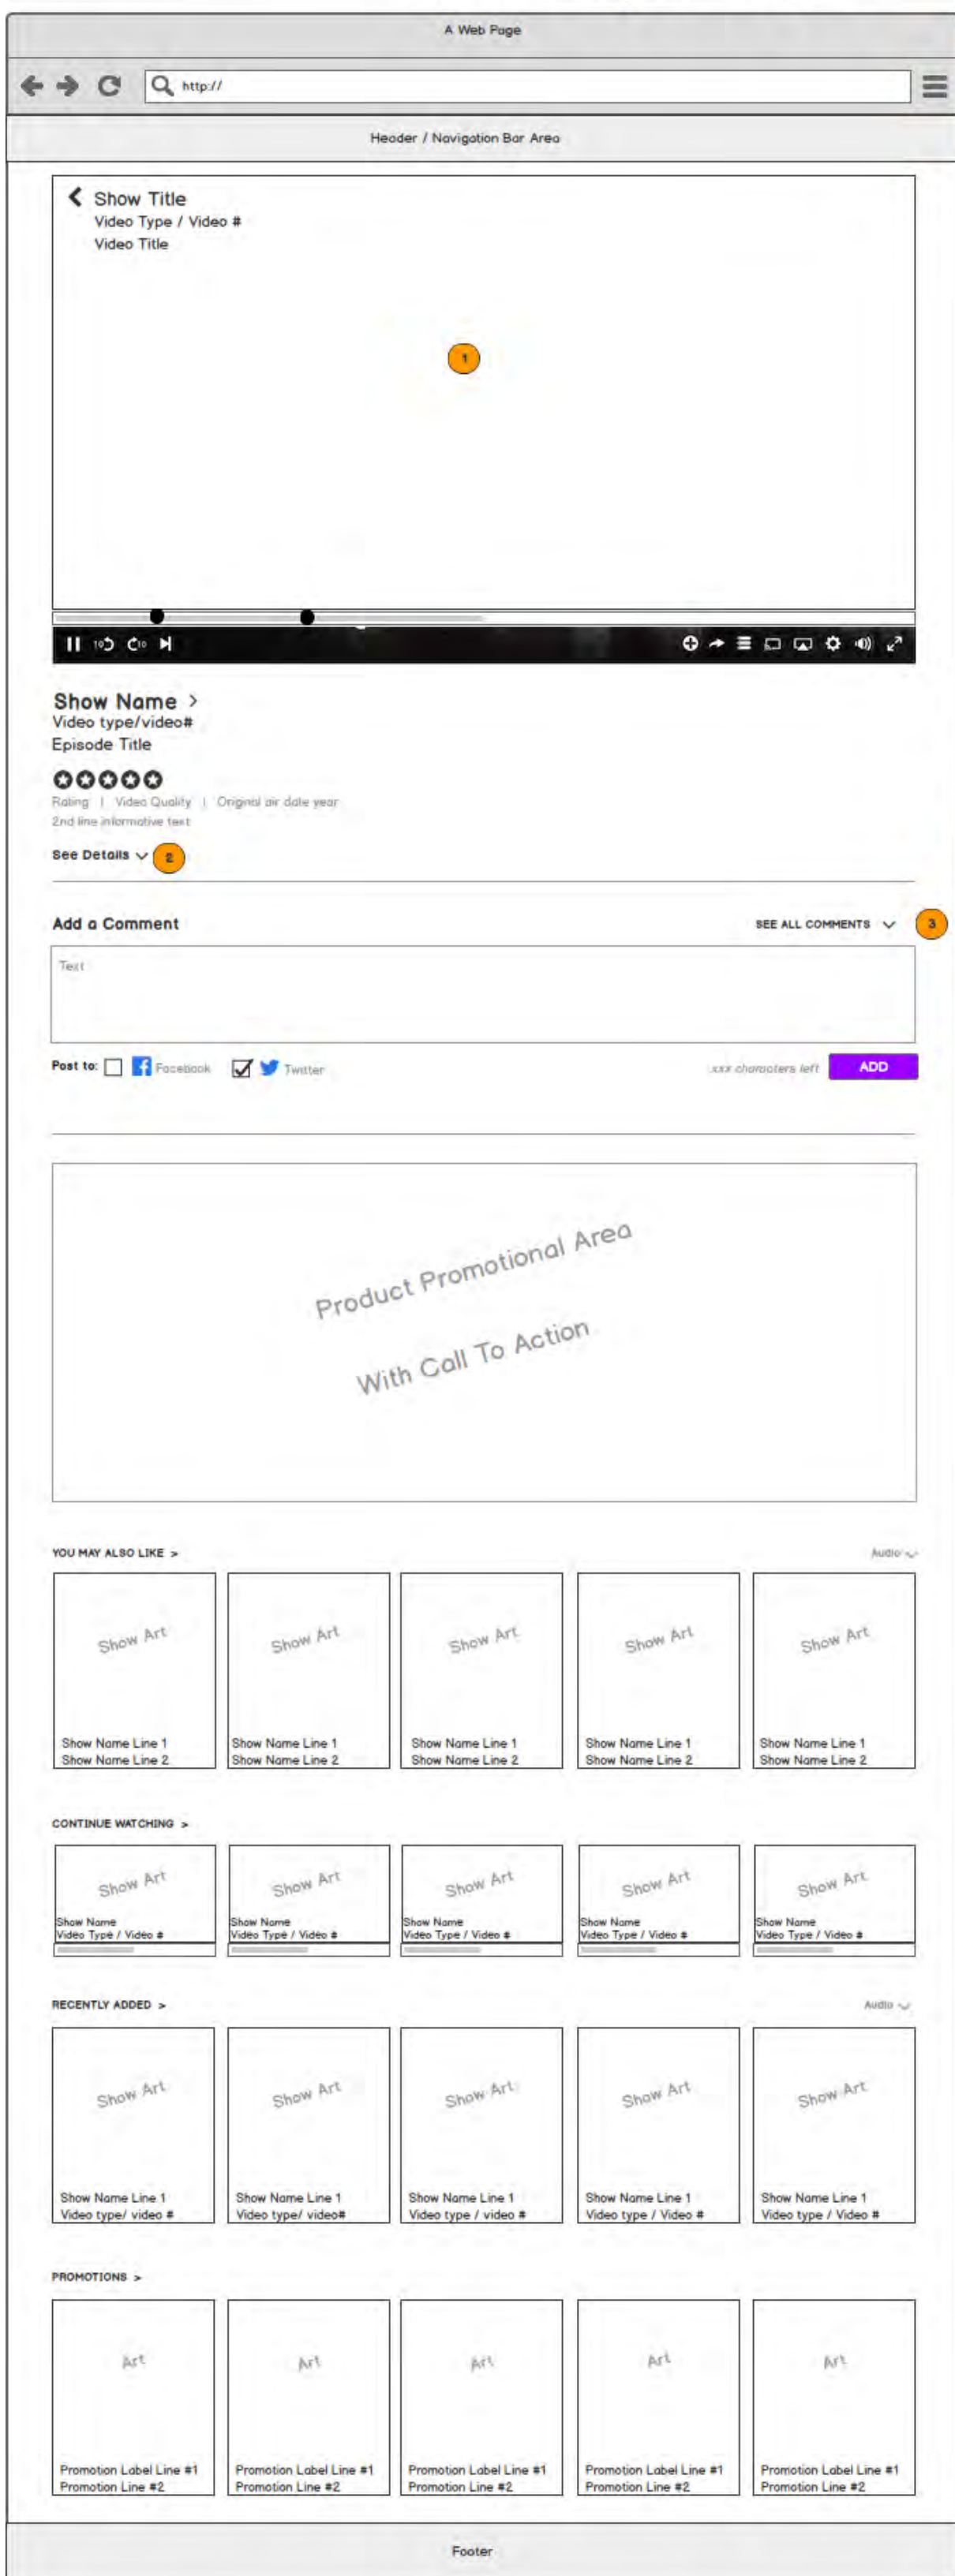 A Web Page
http://
Header / Navigation Bar Area
Show Title
Video Type / Video #
Video Title
1
10 10
Show Name >
Video type/video#
Episode Title
Rating | Video Quality | Original air date year
2nd line informative text
See Details 2
Add a Comment SEE ALL COMMENTS 3
Text
Post to: Facebook Twitter xxx characters left ADD
Product Promotional Area
With Call To Action
YOU MAY ALSO LIKE > Audio
Show Art Show Art Show Art Show Art Show Art
Show Name Line 1 Show Name Line 1 Show Name Line 1 Show Name Line 1 Show Name Line 1
Show Name Line 2 Show Name Line 2 Show Name Line 2 Show Name Line 2 Show Name Line 2
CONTINUE WATCHING >
Show Art Show Art Show Art Show Art Show Art
Show Name Show Name Show Name Show Name Show Name
Video Type / Video # Video Type / Video # Video Type / Video # Video Type / Video # Video Type / Video #
RECENTLY ADDED > Audio
Show Art Show Art Show Art Show Art Show Art
Show Name Line 1 Show Name Line 1 Show Name Line 1 Show Name Line 1 Show Name Line 1
Video type/ video # Video type/ video# Video type / video # Video type / Video # Video type / Video #
PROMOTIONS >
Art Art Art Art Art
Promotion Label Line #1 Promotion Label Line #1 Promotion Label Line #1 Promotion Label Line #1 Promotion Label Line #1
Promotion Line #2 Promotion Line #2 Promotion Line #2 Promotion Line #2 Promotion Line #2
Footer